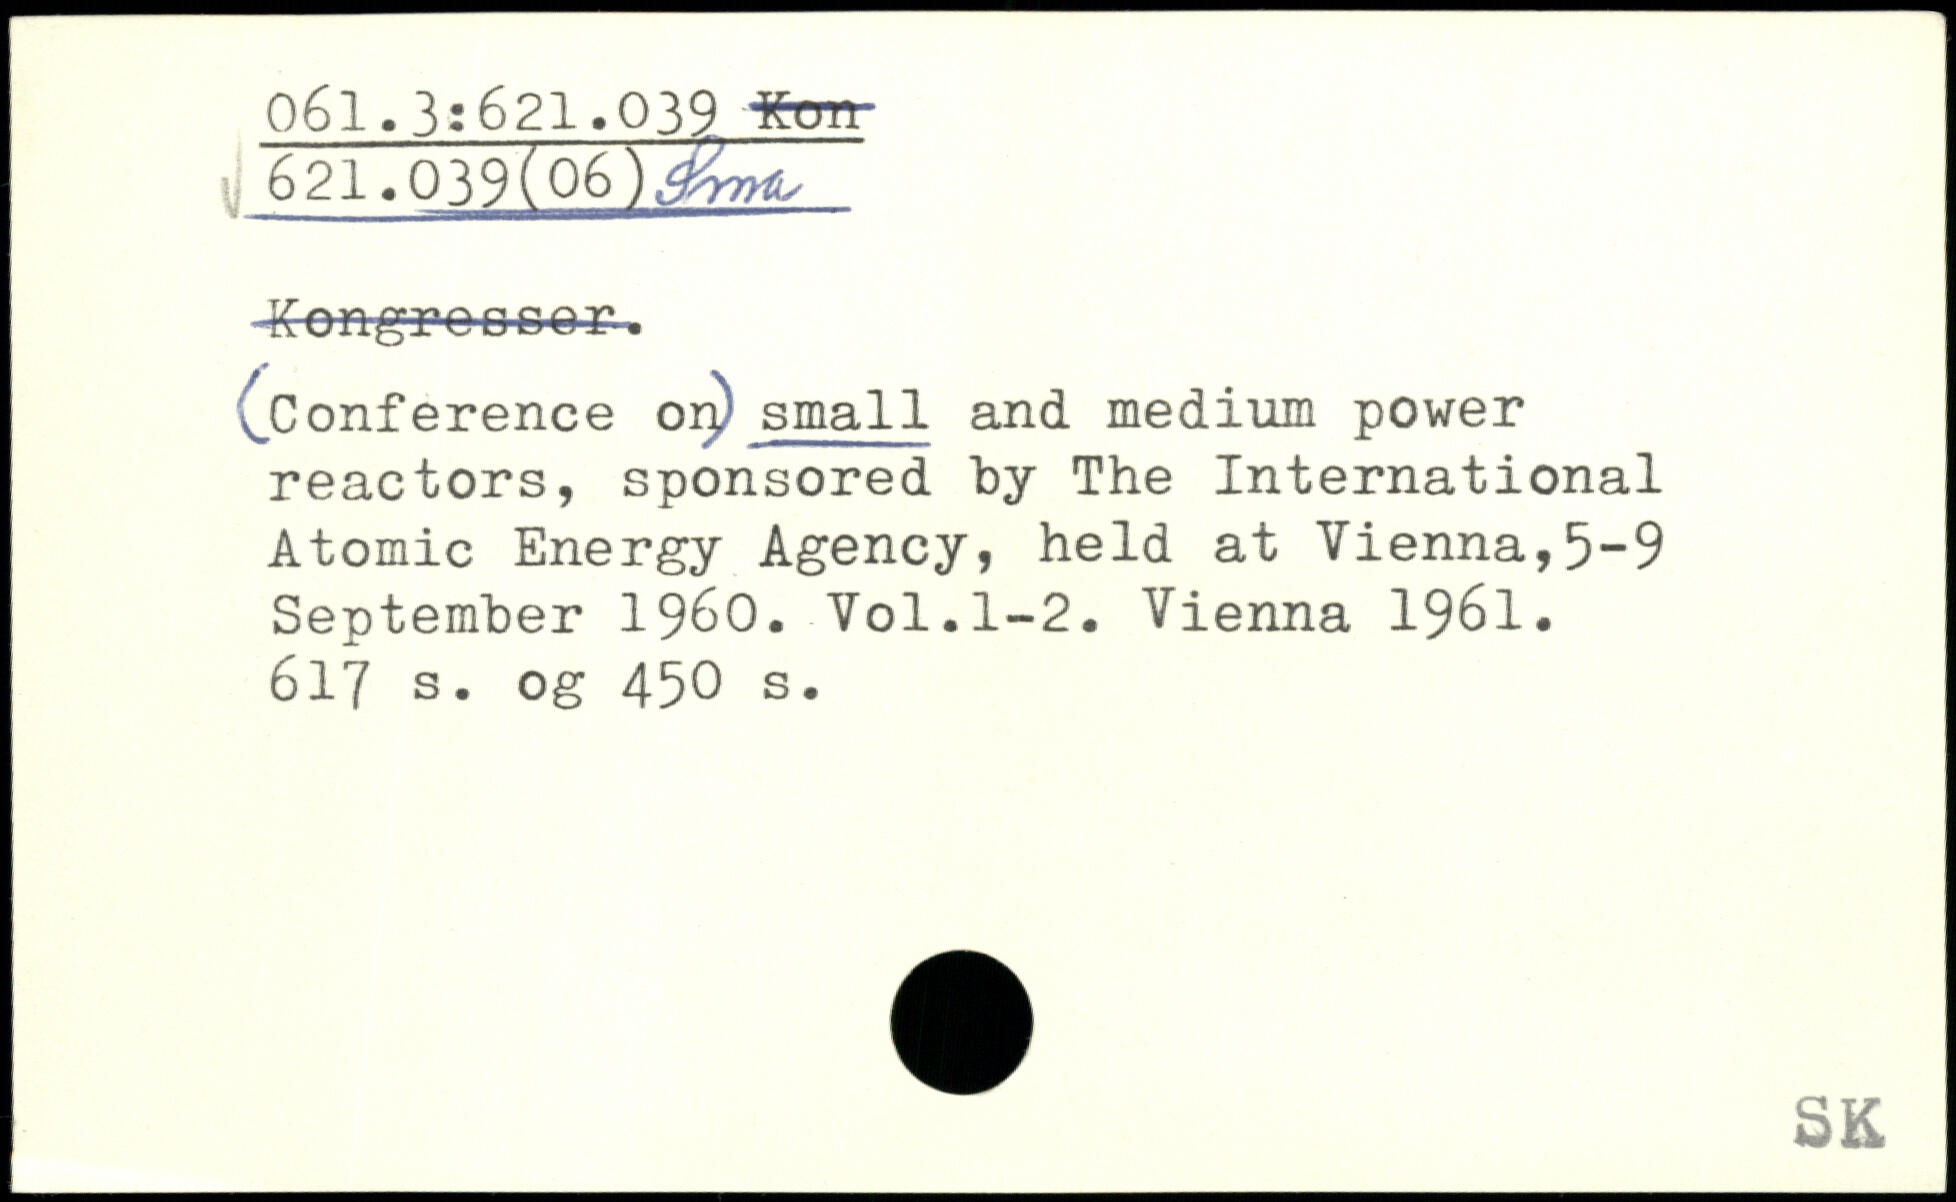 061.3:621.039 Kon
621.039(06) Sma
Kongresser.
(Conference on) small and medium power
reactors, sponsored by The International
Atomic Energy Agency, held at Vienna,5-9
September 1960. Vol.1-2. Vienna 1961.
617 s. og 450 s.
SK